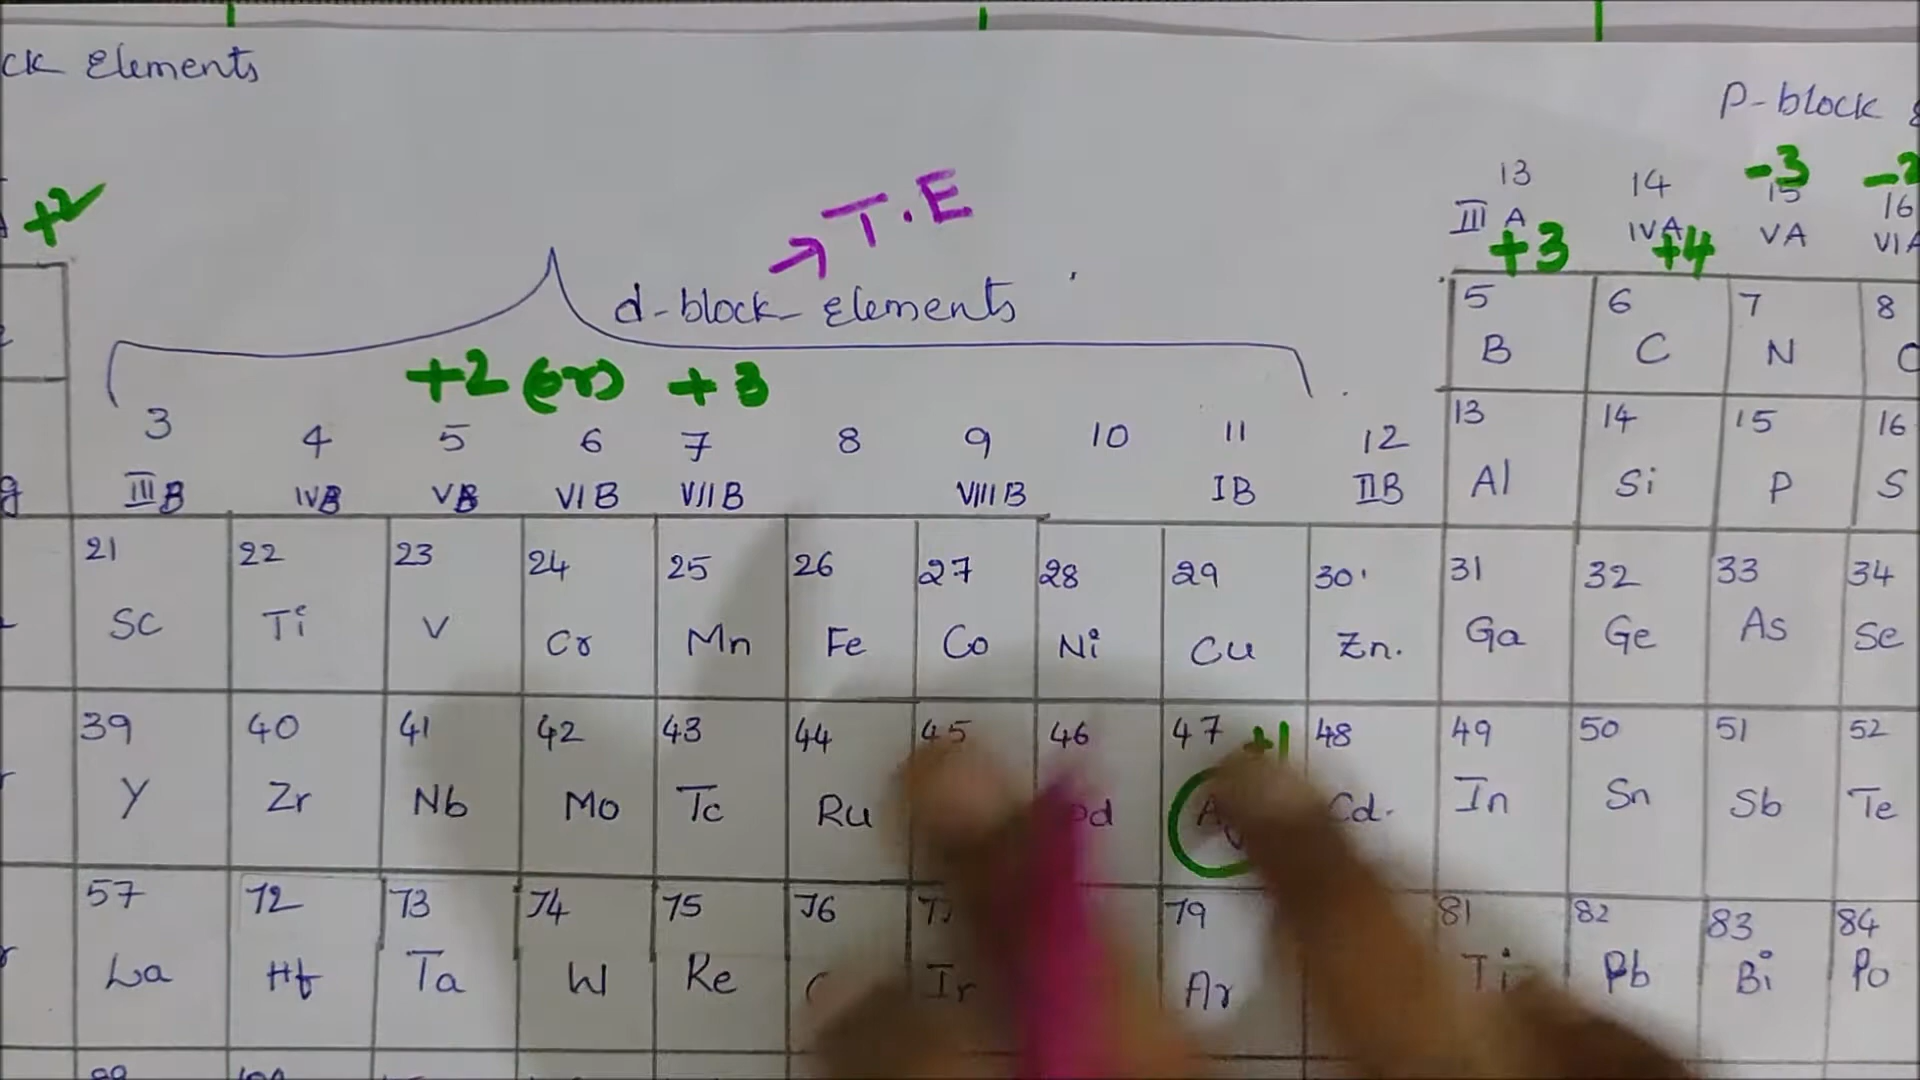 ck Elements
P-block
→ T.E
d-block-elements
+2
+2 (or) +3
13 14 -3 15 -2 16
III A +3 IVA +4 VA VIA
5 6 7 8
B C N
13 14 15 16
Al Si P S
3 4 5 6 7 8 9 10 11 12
III B IVB VB VI B VII B VIII B IB IIB
21 22 23 24 25 26 27 28 29 30 31 32 33 34
SC Ti V Cr Mn Fe Co Ni Cu Zn. Ga Ge As Se
39 40 41 42 43 44 45 46 47 +1 48 49 50 51 52
Y Zr Nb Mo Tc Ru Cd. In Sn Sb Te
57 72 73 74 75 76 79 81 82 83 84
La Hf Ta W Re Ir Ar Ti Pb Bi Po